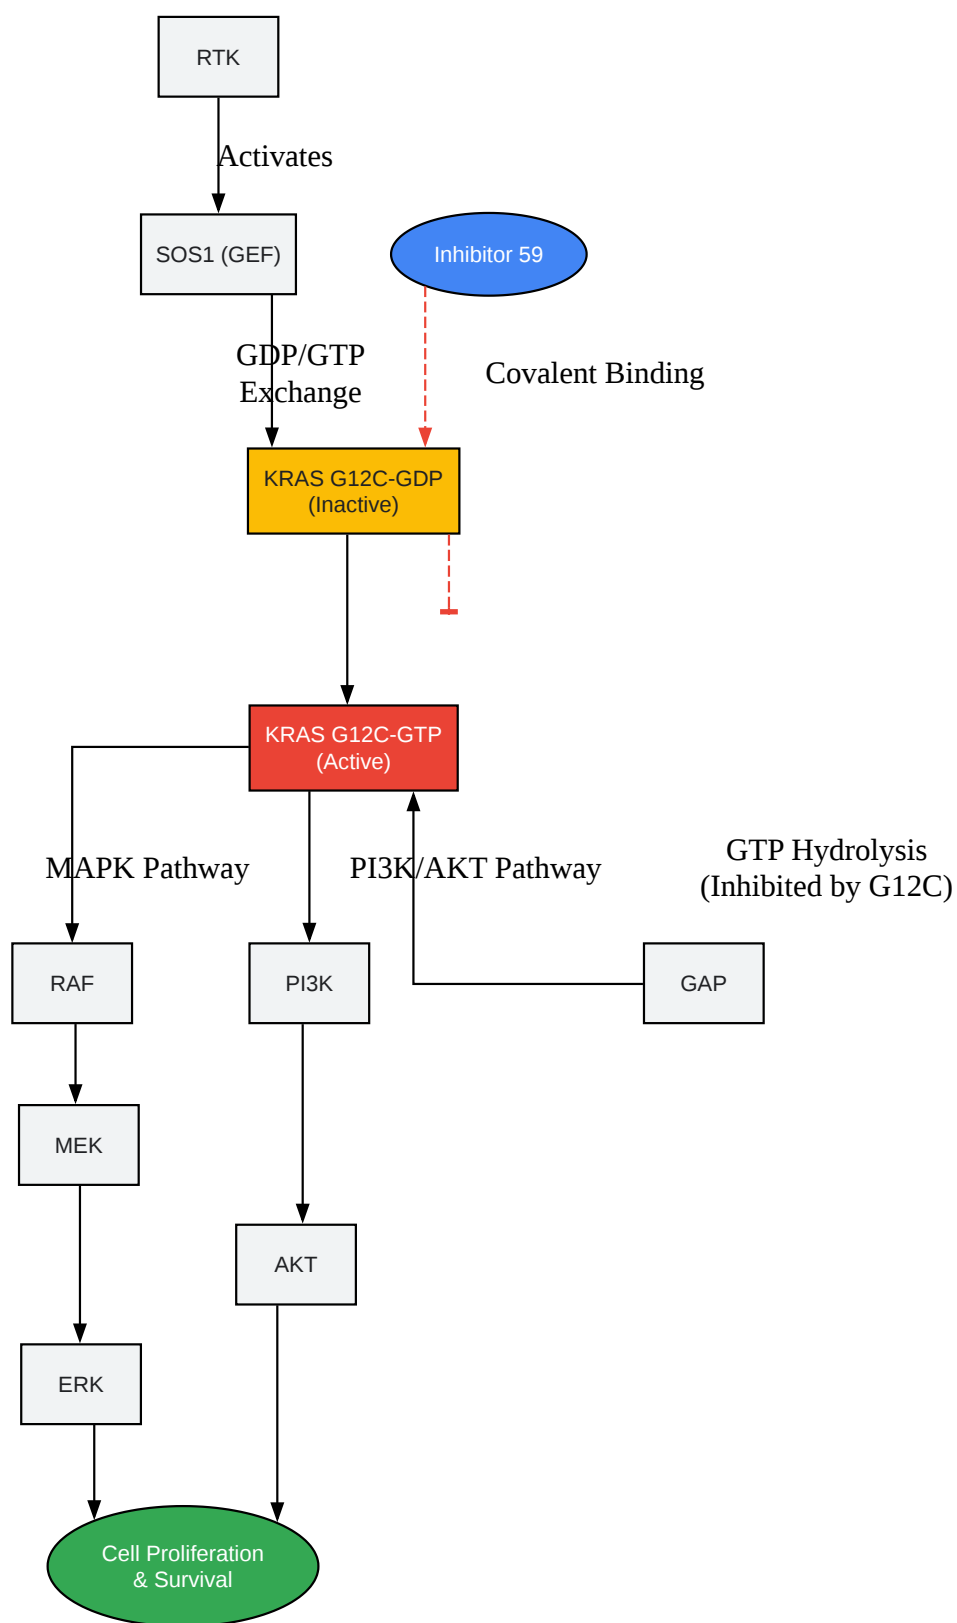 RTK
Activates
SOS1 (GEF)
Inhibitor 59
GDP/GTP
Exchange
Covalent Binding
KRAS G12C-GDP
(Inactive)
KRAS G12C-GTP
(Active)
MAPK Pathway
PI3K/AKT Pathway
GTP Hydrolysis
(Inhibited by G12C)
RAF
PI3K
GAP
MEK
AKT
ERK
Cell Proliferation
& Survival